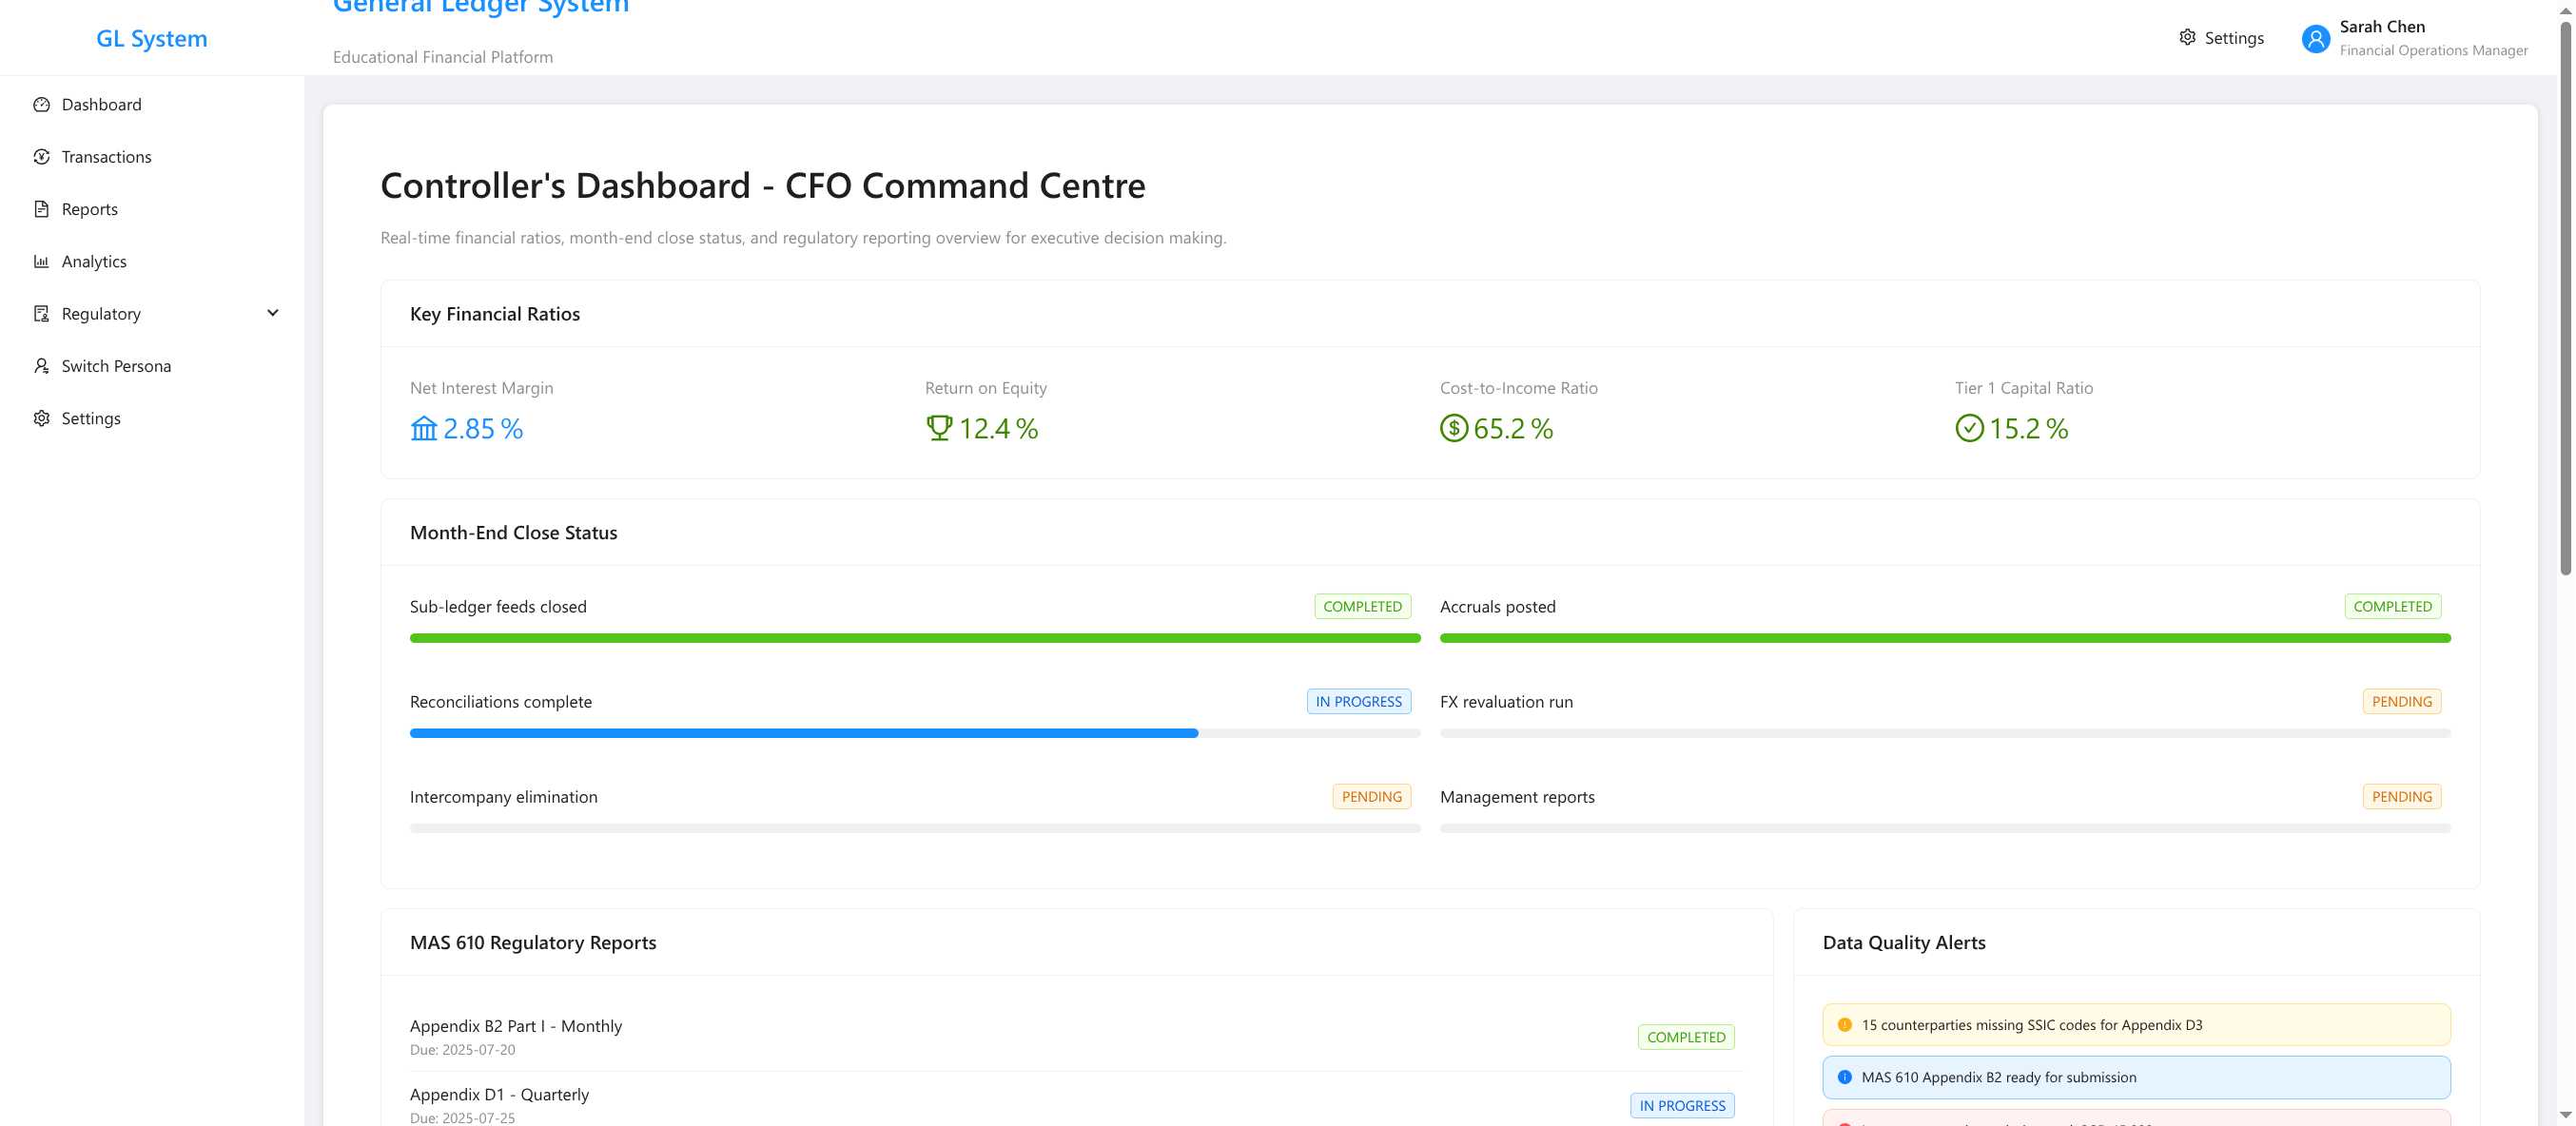 GL System
General Ledger System
Educational Financial Platform
Settings
Sarah Chen
Financial Operations Manager
Dashboard
Transactions
Reports
Analytics
Regulatory
Switch Persona
Settings
Controller's Dashboard - CFO Command Centre
Real-time financial ratios, month-end close status, and regulatory reporting overview for executive decision making.
Key Financial Ratios
Net Interest Margin
2.85 %
Return on Equity
12.4 %
Cost-to-Income Ratio
65.2 %
Tier 1 Capital Ratio
15.2 %
Month-End Close Status
Sub-ledger feeds closed COMPLETED
Accruals posted COMPLETED
Reconciliations complete IN PROGRESS
FX revaluation run PENDING
Intercompany elimination PENDING
Management reports PENDING
MAS 610 Regulatory Reports
Appendix B2 Part I - Monthly
Due: 2025-07-20
COMPLETED
Appendix D1 - Quarterly
Due: 2025-07-25
IN PROGRESS
Data Quality Alerts
15 counterparties missing SSIC codes for Appendix D3
MAS 610 Appendix B2 ready for submission